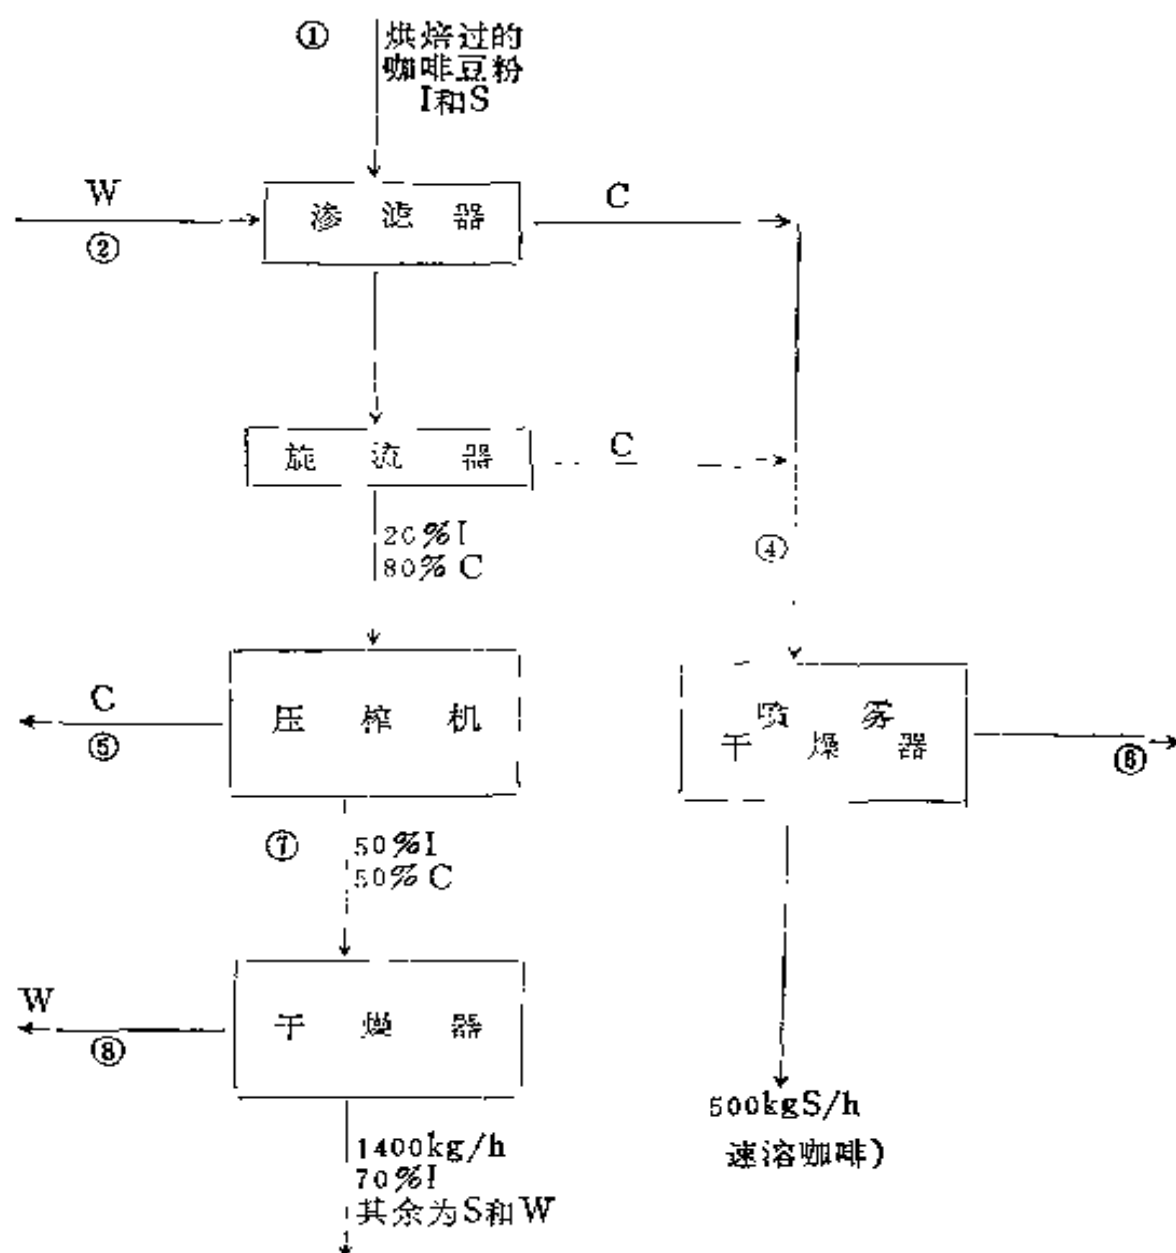 ①
烘焙过的
咖啡豆粉
I和S
W
②
渗滤器
C
旋流器
C
20%I
80%C
④
C
⑤
压榨机
喷雾
干燥器
⑥
⑦
50%I
50%C
W
⑧
干燥器
500kgS/h
速溶咖啡)
1400kg/h
70%I
其余为S和W